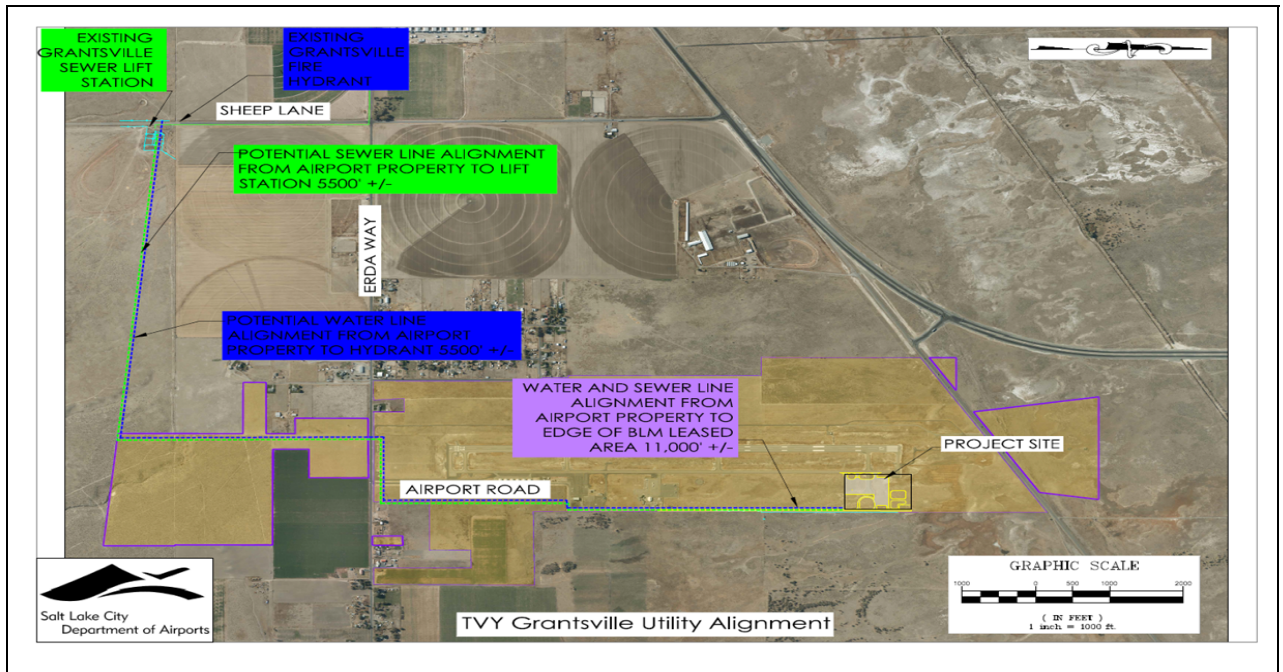 EXISTING
GRANTSVILLE
SEWER LIFT
STATION
EXISTING
GRANTSVILLE
FIRE
HYDRANT
SHEEP LANE
POTENTIAL SEWER LINE ALIGNMENT
FROM AIRPORT PROPERTY TO LIFT
STATION 5500' +/-
ERDA WAY
POTENTIAL WATER LINE
ALIGNMENT FROM AIRPORT
PROPERTY TO HYDRANT 5500' +/-
WATER AND SEWER LINE
ALIGNMENT FROM
AIRPORT PROPERTY TO
EDGE OF BLM LEASED
AREA 11,000' +/-
PROJECT SITE
AIRPORT ROAD
Salt Lake City
Department of Airports
TVY Grantsville Utility Alignment
GRAPHIC SCALE
1000 0 500 1000 2000
( IN FEET )
1 inch = 1000 ft.